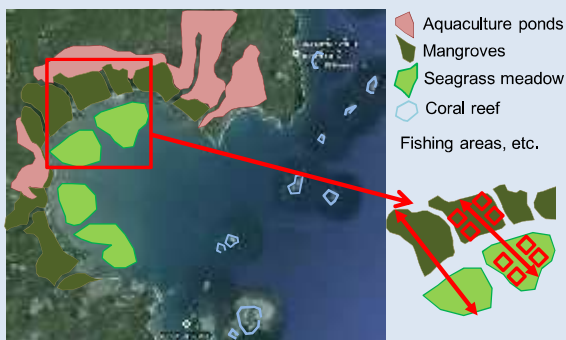 Aquaculture ponds
Mangroves
Seagrass meadow
Coral reef
Fishing areas, etc.